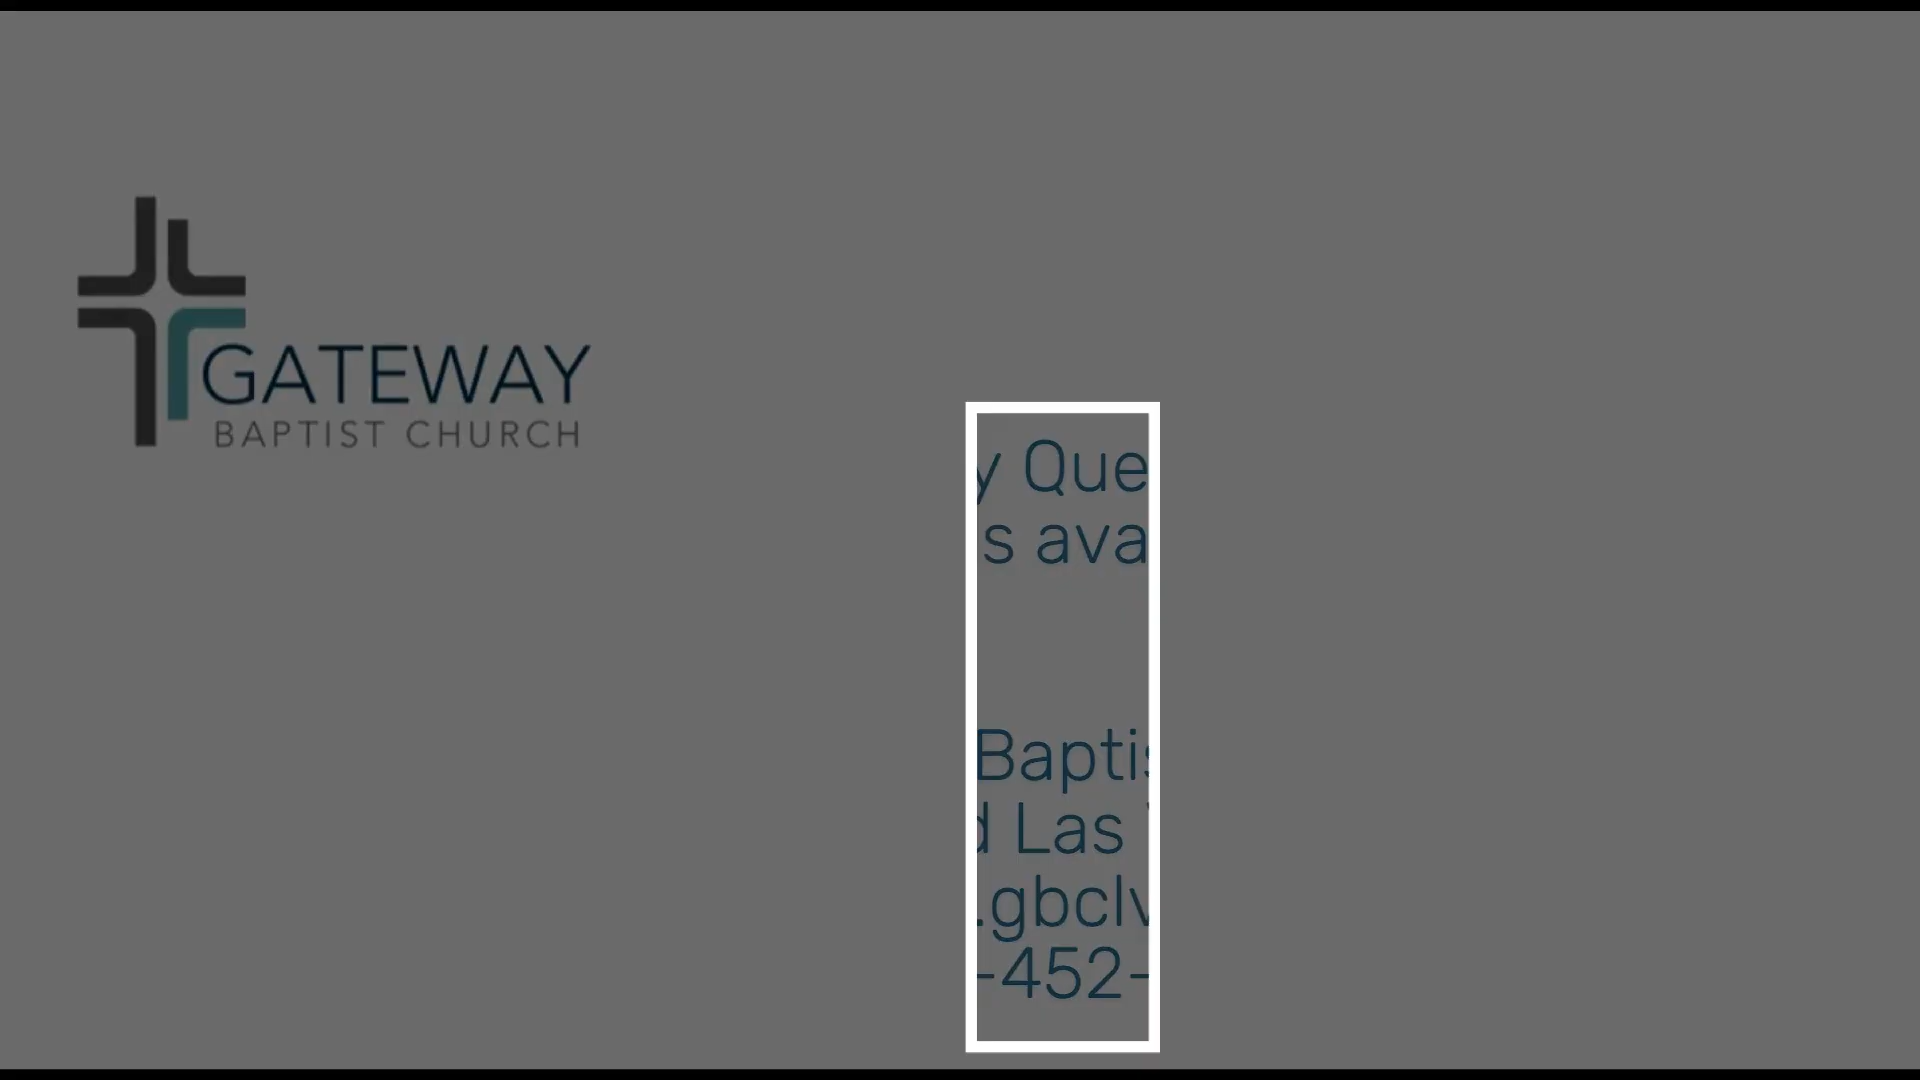 GATEWAY
BAPTIST CHURCH
y Que
s ava
Baptis
d Las
.gbclv
-452-